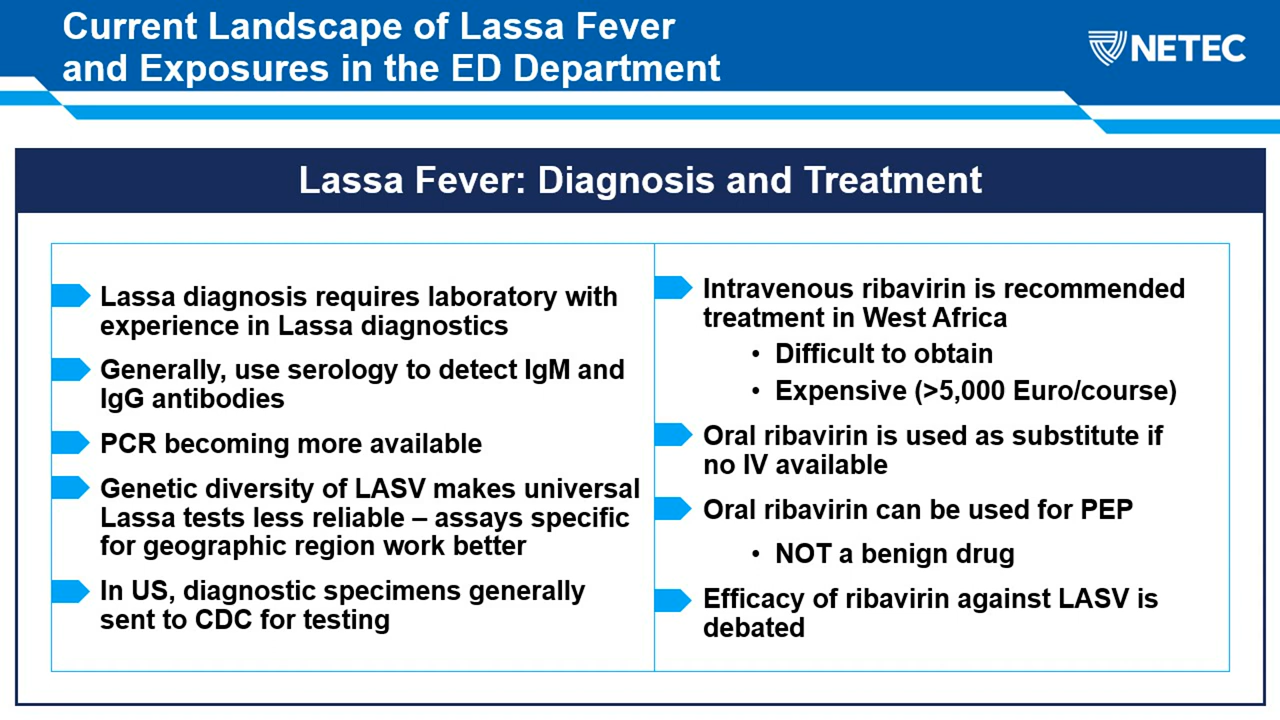 Current Landscape of Lassa Fever
and Exposures in the ED Department
NETEC
Lassa Fever: Diagnosis and Treatment
Lassa diagnosis requires laboratory with
experience in Lassa diagnostics
Generally, use serology to detect IgM and
IgG antibodies
PCR becoming more available
Genetic diversity of LASV makes universal
Lassa tests less reliable – assays specific
for geographic region work better
In US, diagnostic specimens generally
sent to CDC for testing
Intravenous ribavirin is recommended
treatment in West Africa
• Difficult to obtain
• Expensive (>5,000 Euro/course)
Oral ribavirin is used as substitute if
no IV available
Oral ribavirin can be used for PEP
• NOT a benign drug
Efficacy of ribavirin against LASV is
debated